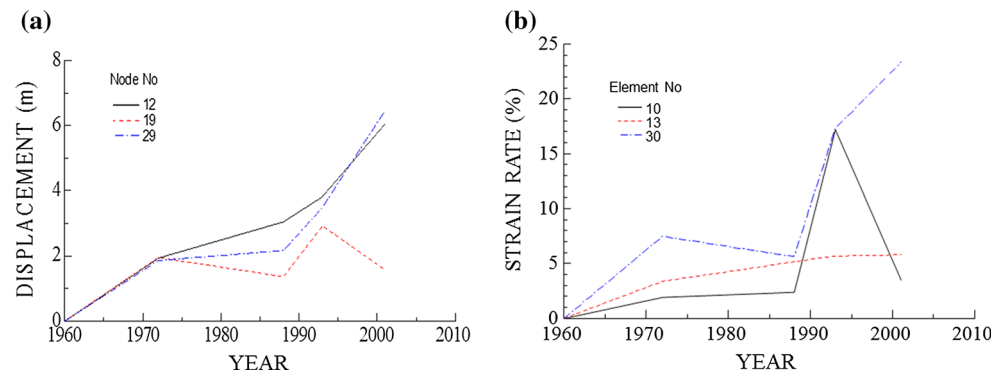 (a)
DISPLACEMENT (m)
8
6
4
2
0
Node No
12
19
29
1960 1970 1980 1990 2000 2010
YEAR
(b)
STRAIN RATE (%)
25
20
15
10
5
0
Element No
10
13
30
1960 1970 1980 1990 2000 2010
YEAR